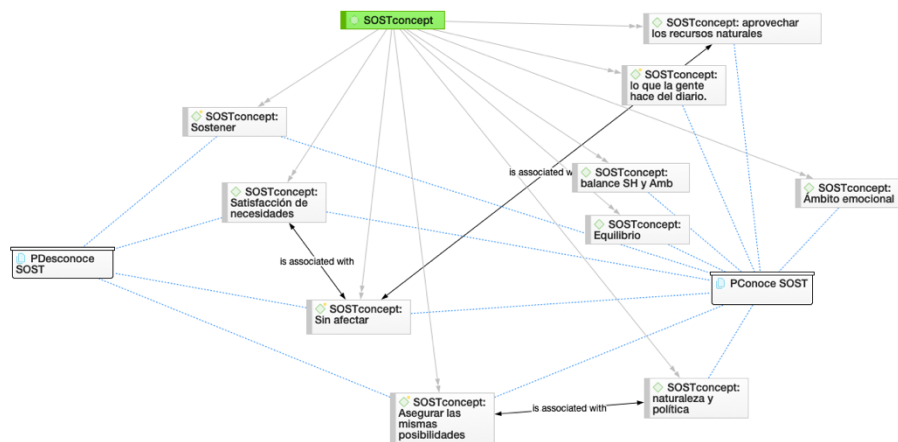 SOSTconcept
SOSTconcept: aprovechar
los recursos naturales
SOSTconcept:
lo que la gente
hace del diario.
SOSTconcept:
Sostener
is associated w
SOSTconcept:
balance SH y Amb
SOSTconcept:
Ámbito emocional
SOSTconcept:
Satisfacción de
necesidades
SOSTconcept:
Equilibrio
PDesconoce
SOST
is associated with
PConoce SOST
SOSTconcept:
Sin afectar
SOSTconcept:
naturaleza y
política
SOSTconcept:
Asegurar las
mismas
posibilidades
is associated with